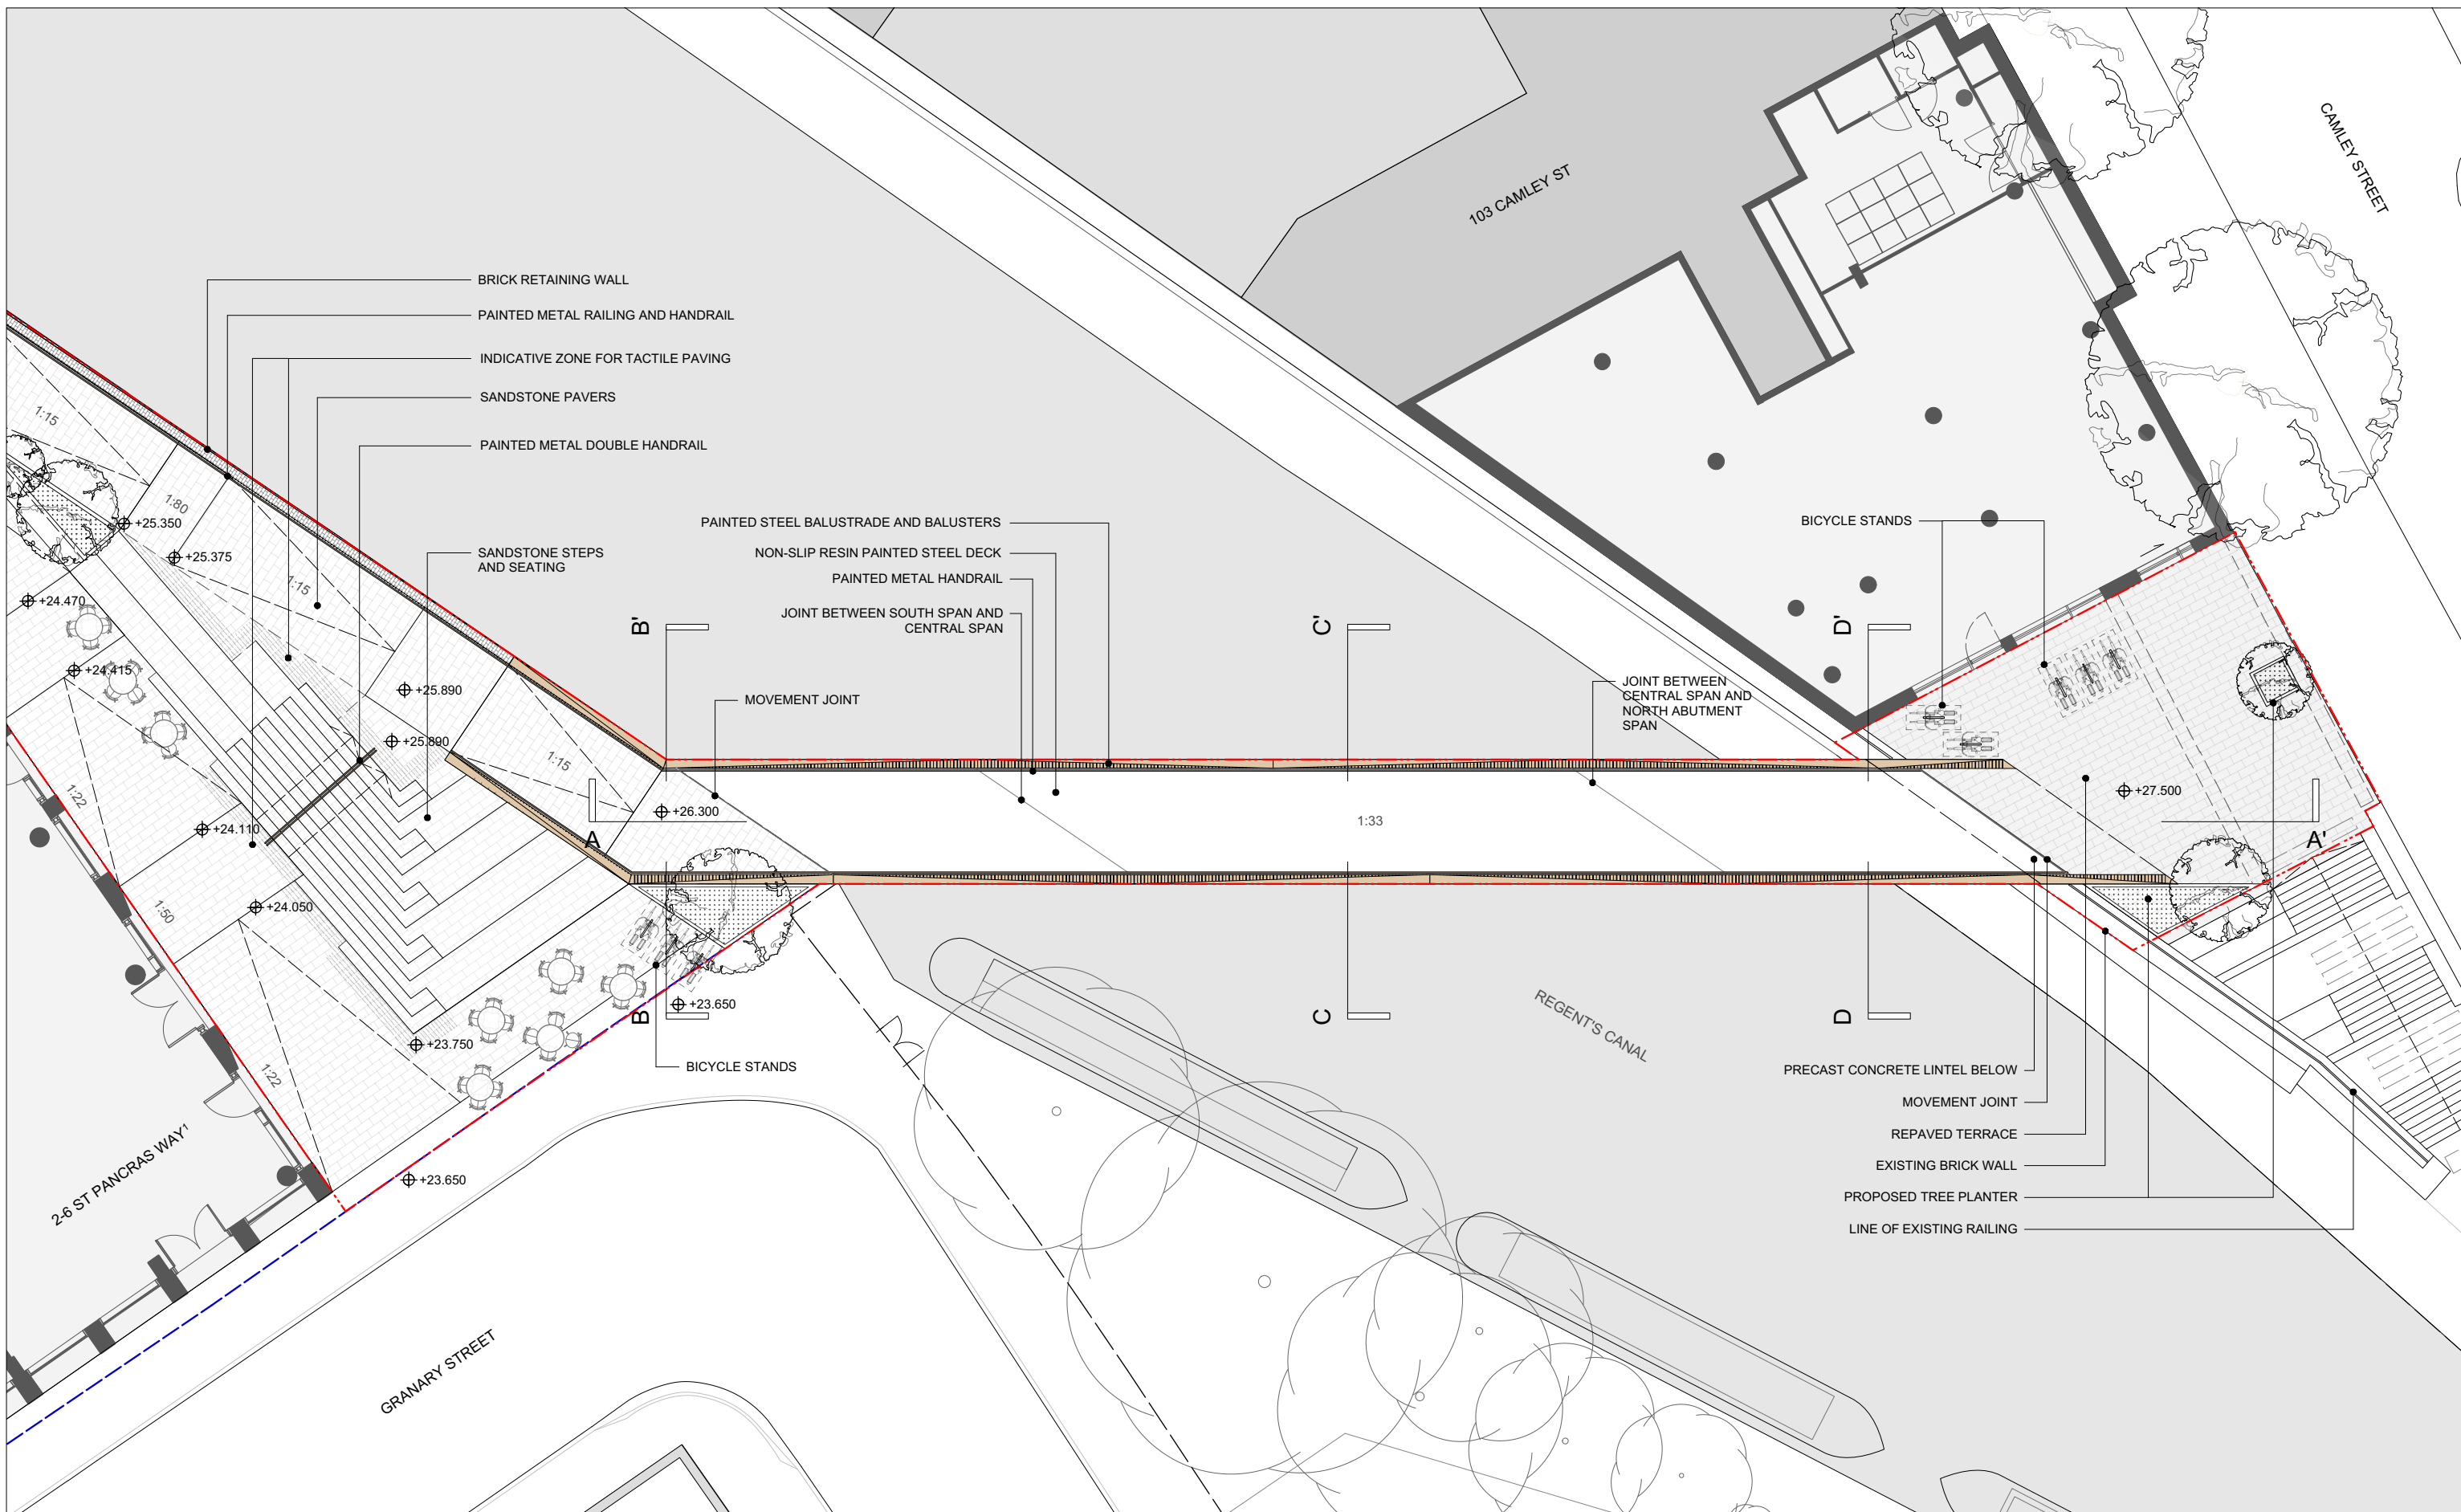 CAMLEY STREET
103 CAMLEY ST
BRICK RETAINING WALL
PAINTED METAL RAILING AND HANDRAIL
INDICATIVE ZONE FOR TACTILE PAVING
SANDSTONE PAVERS
PAINTED METAL DOUBLE HANDRAIL
1:15
1:80
+25.350
+25.375
1:15
SANDSTONE STEPS
AND SEATING
PAINTED STEEL BALUSTRADE AND BALUSTERS
NON-SLIP RESIN PAINTED STEEL DECK
PAINTED METAL HANDRAIL
JOINT BETWEEN SOUTH SPAN AND
CENTRAL SPAN
BICYCLE STANDS
+24.470
+24.415
B'
C'
D'
+25.890
MOVEMENT JOINT
JOINT BETWEEN
CENTRAL SPAN AND
NORTH ABUTMENT
SPAN
+25.890
1:15
1:22
+24.110
A
+26.300
1:33
+27.500
A'
1:50
+24.050
+23.750
1:22
B
+23.650
C
D
REGENT'S CANAL
BICYCLE STANDS
PRECAST CONCRETE LINTEL BELOW
MOVEMENT JOINT
REPAVED TERRACE
EXISTING BRICK WALL
PROPOSED TREE PLANTER
LINE OF EXISTING RAILING
2-6 ST PANCRAS WAY¹
+23.650
GRANARY STREET